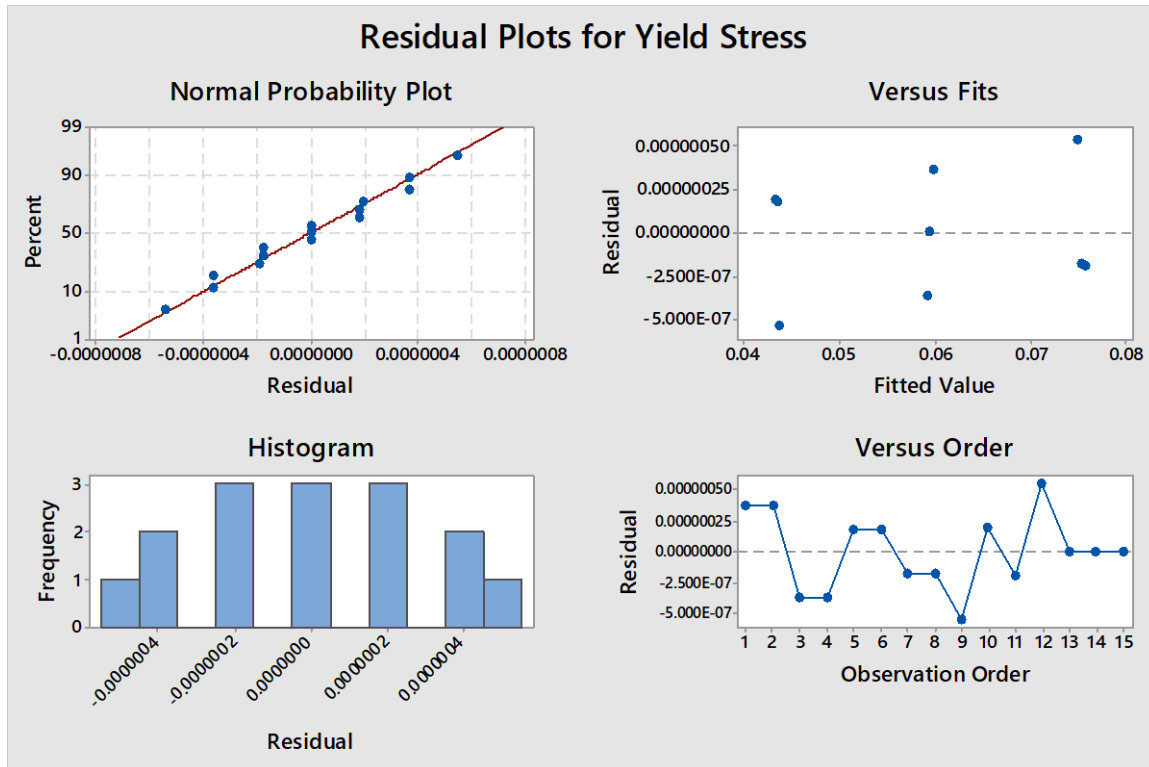 Residual Plots for Yield Stress
Normal Probability Plot
99
90
50
10
1
Percent
-0.0000008 -0.0000004 0.0000000 0.0000004 0.0000008
Residual
Versus Fits
0.00000050
0.00000025
0.00000000
-2.500E-07
-5.000E-07
Residual
0.04 0.05 0.06 0.07 0.08
Fitted Value
Histogram
3
2
1
0
Frequency
-0.0000004 -0.0000002 0.0000000 0.0000002 0.0000004
Residual
Versus Order
0.00000050
0.00000025
0.00000000
-2.500E-07
-5.000E-07
Residual
1 2 3 4 5 6 7 8 9 10 11 12 13 14 15
Observation Order